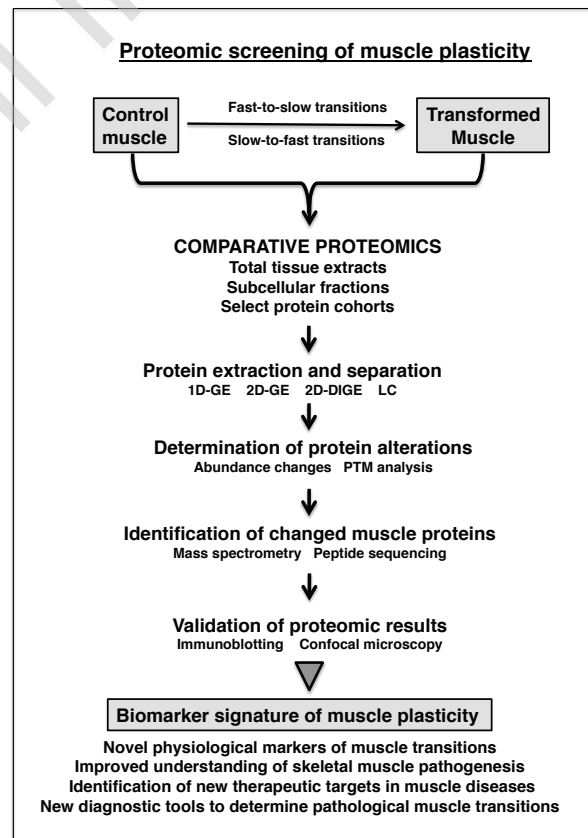 Proteomic screening of muscle plasticity
Control
muscle
Fast-to-slow transitions
Slow-to-fast transitions
Transformed
Muscle
COMPARATIVE PROTEOMICS
Total tissue extracts
Subcellular fractions
Select protein cohorts
Protein extraction and separation
1D-GE 2D-GE 2D-DIGE LC
Determination of protein alterations
Abundance changes PTM analysis
Identification of changed muscle proteins
Mass spectrometry Peptide sequencing
Validation of proteomic results
Immunoblotting Confocal microscopy
Biomarker signature of muscle plasticity
Novel physiological markers of muscle transitions
Improved understanding of skeletal muscle pathogenesis
Identification of new therapeutic targets in muscle diseases
New diagnostic tools to determine pathological muscle transitions